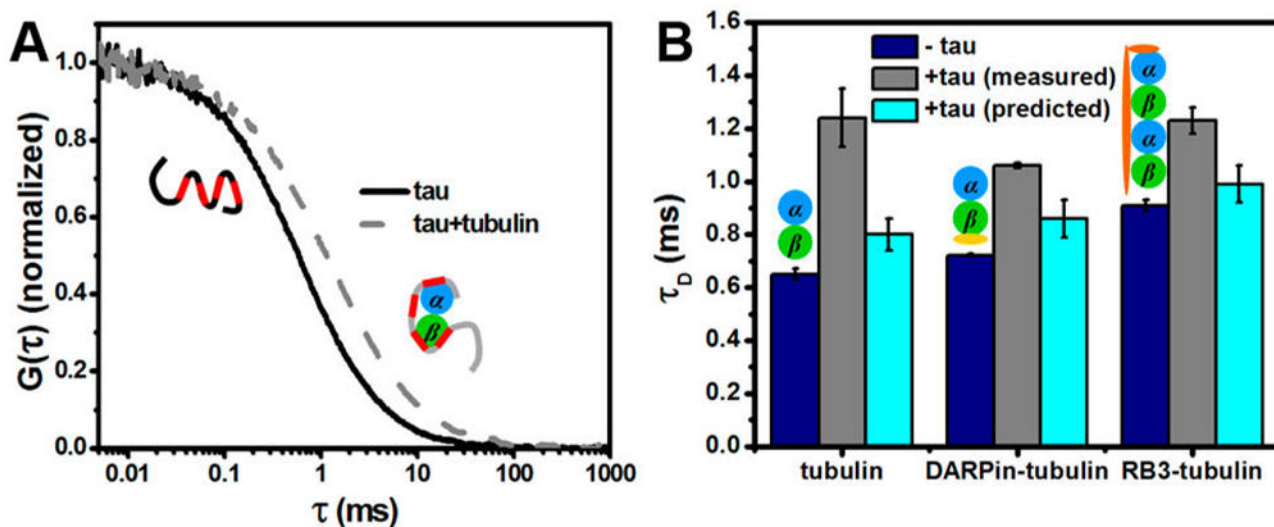 A
G(τ) (normalized)
1.0
0.8
0.6
0.4
0.2
0.0
0.01
0.1
1
10
100
1000
τ (ms)
tau
tau+tubulin
α
β
B
τD (ms)
1.6
1.4
1.2
1.0
0.8
0.6
0.4
0.2
0.0
- tau
+tau (measured)
+tau (predicted)
α
β
α
β
α
β
α
β
tubulin
DARPin-tubulin
RB3-tubulin